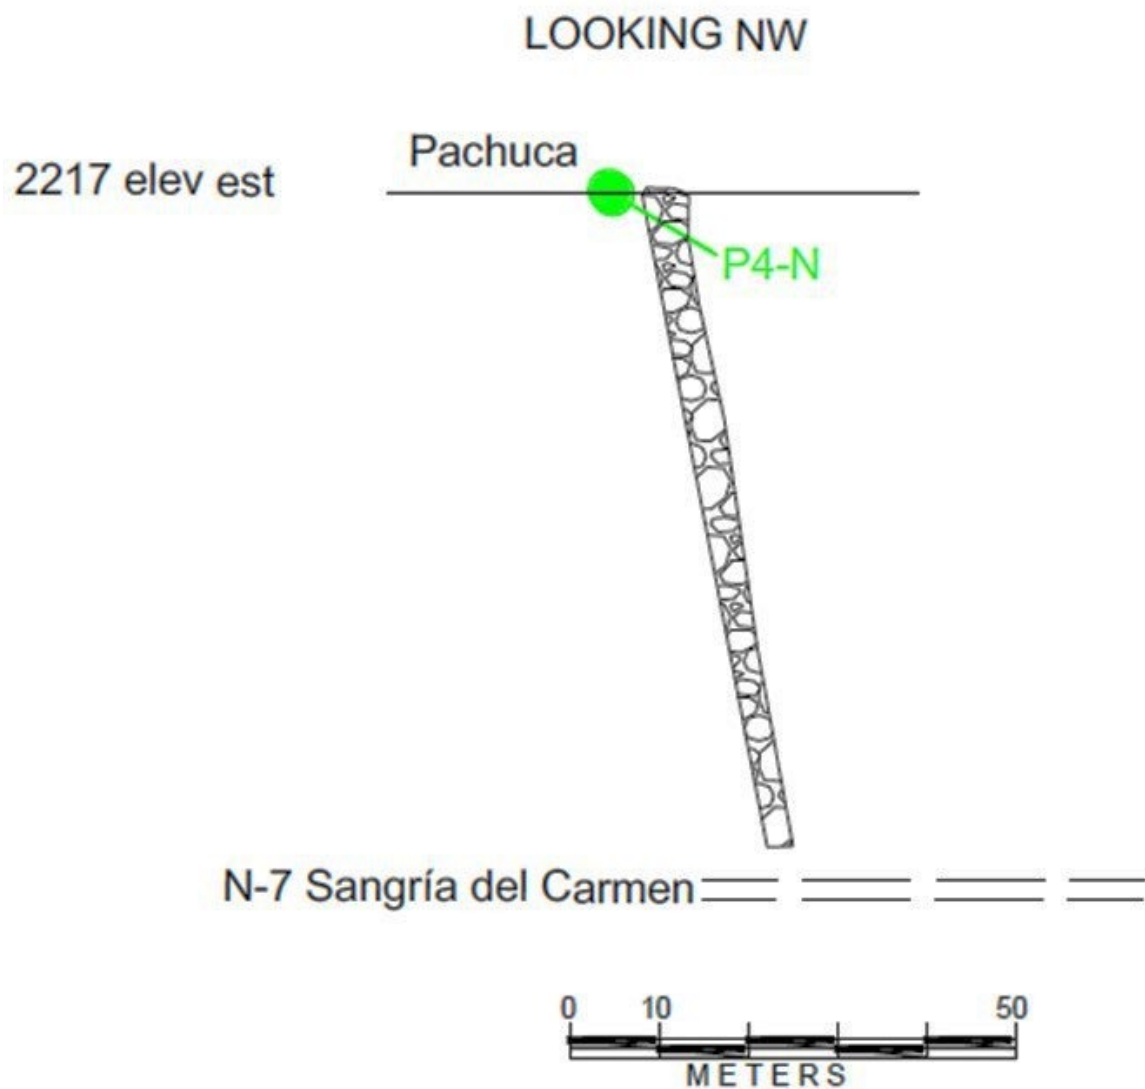 LOOKING NW
Pachuca
2217 elev est
P4-N
N-7 Sangría del Carmen
0 10 50
METERS